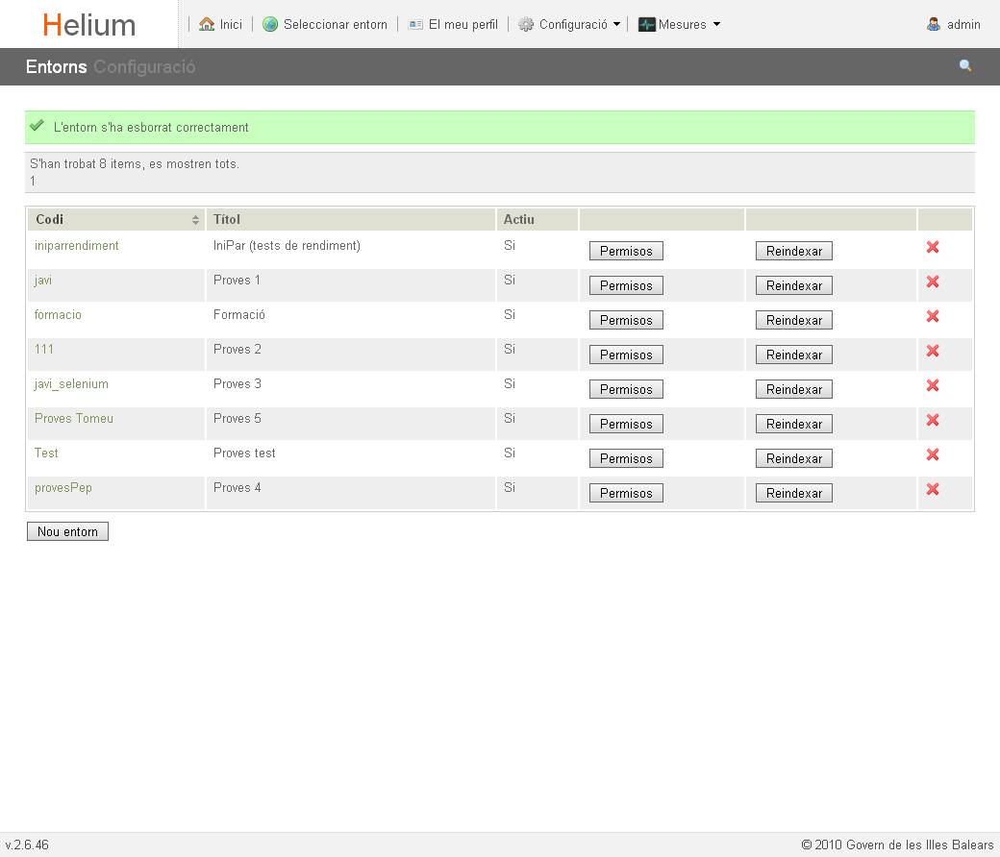 Helium
Inici Seleccionar entorn El meu perfil Configuració Mesures admin
Entorns Configuració
L'entorn s'ha esborrat correctament
S'han trobat 8 items, es mostren tots.
1
Codi Títol Actiu
iniparrendiment IniPar (tests de rendiment) Si Permisos Reindexar
javi Proves 1 Si Permisos Reindexar
formacio Formació Si Permisos Reindexar
111 Proves 2 Si Permisos Reindexar
javi_selenium Proves 3 Si Permisos Reindexar
Proves Tomeu Proves 5 Si Permisos Reindexar
Test Proves test Si Permisos Reindexar
provesPep Proves 4 Si Permisos Reindexar
Nou entorn
v.2.6.46 © 2010 Govern de les Illes Balears